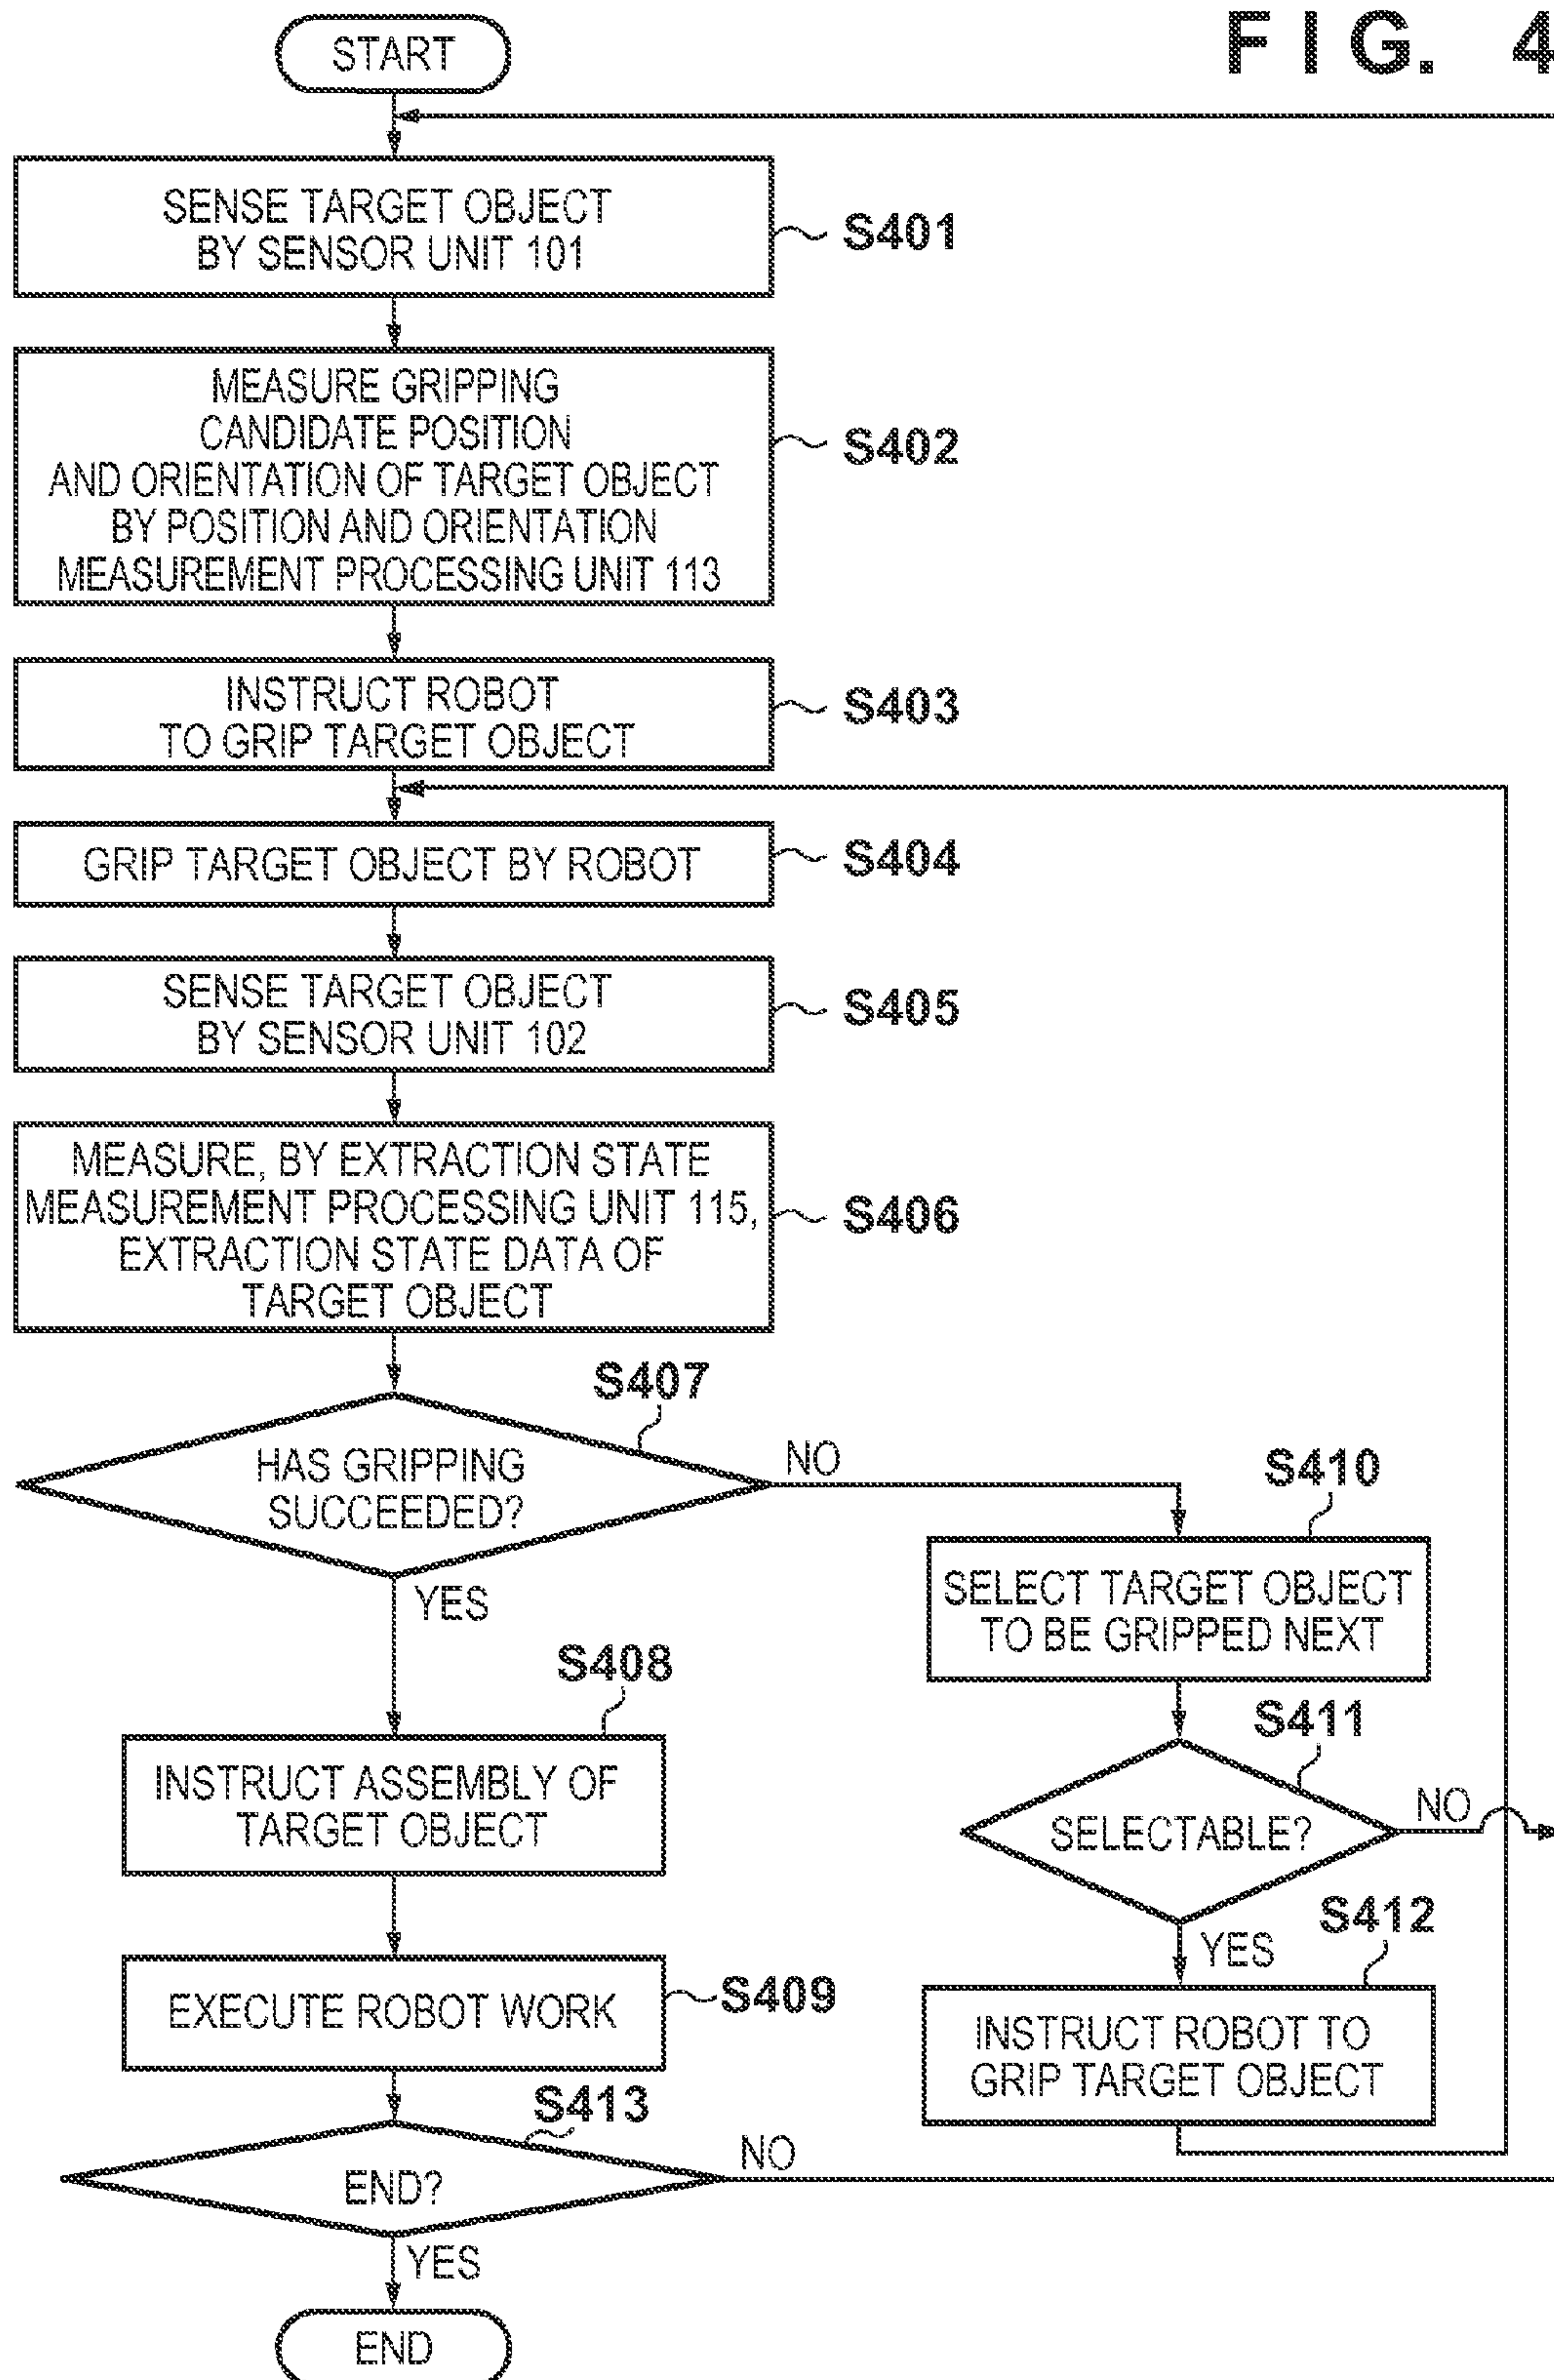 FIG. 4
START
SENSE TARGET OBJECT
BY SENSOR UNIT 101
S401
MEASURE GRIPPING
CANDIDATE POSITION
AND ORIENTATION OF TARGET OBJECT
BY POSITION AND ORIENTATION
MEASUREMENT PROCESSING UNIT 113
S402
INSTRUCT ROBOT
TO GRIP TARGET OBJECT
S403
GRIP TARGET OBJECT BY ROBOT
S404
SENSE TARGET OBJECT
BY SENSOR UNIT 102
S405
MEASURE, BY EXTRACTION STATE
MEASUREMENT PROCESSING UNIT 115,
EXTRACTION STATE DATA OF
TARGET OBJECT
S406
S407
HAS GRIPPING
SUCCEEDED?
NO
YES
S410
SELECT TARGET OBJECT
TO BE GRIPPED NEXT
S408
INSTRUCT ASSEMBLY OF
TARGET OBJECT
S411
SELECTABLE?
NO
YES
S412
INSTRUCT ROBOT TO
GRIP TARGET OBJECT
EXECUTE ROBOT WORK
S409
S413
END?
NO
YES
END